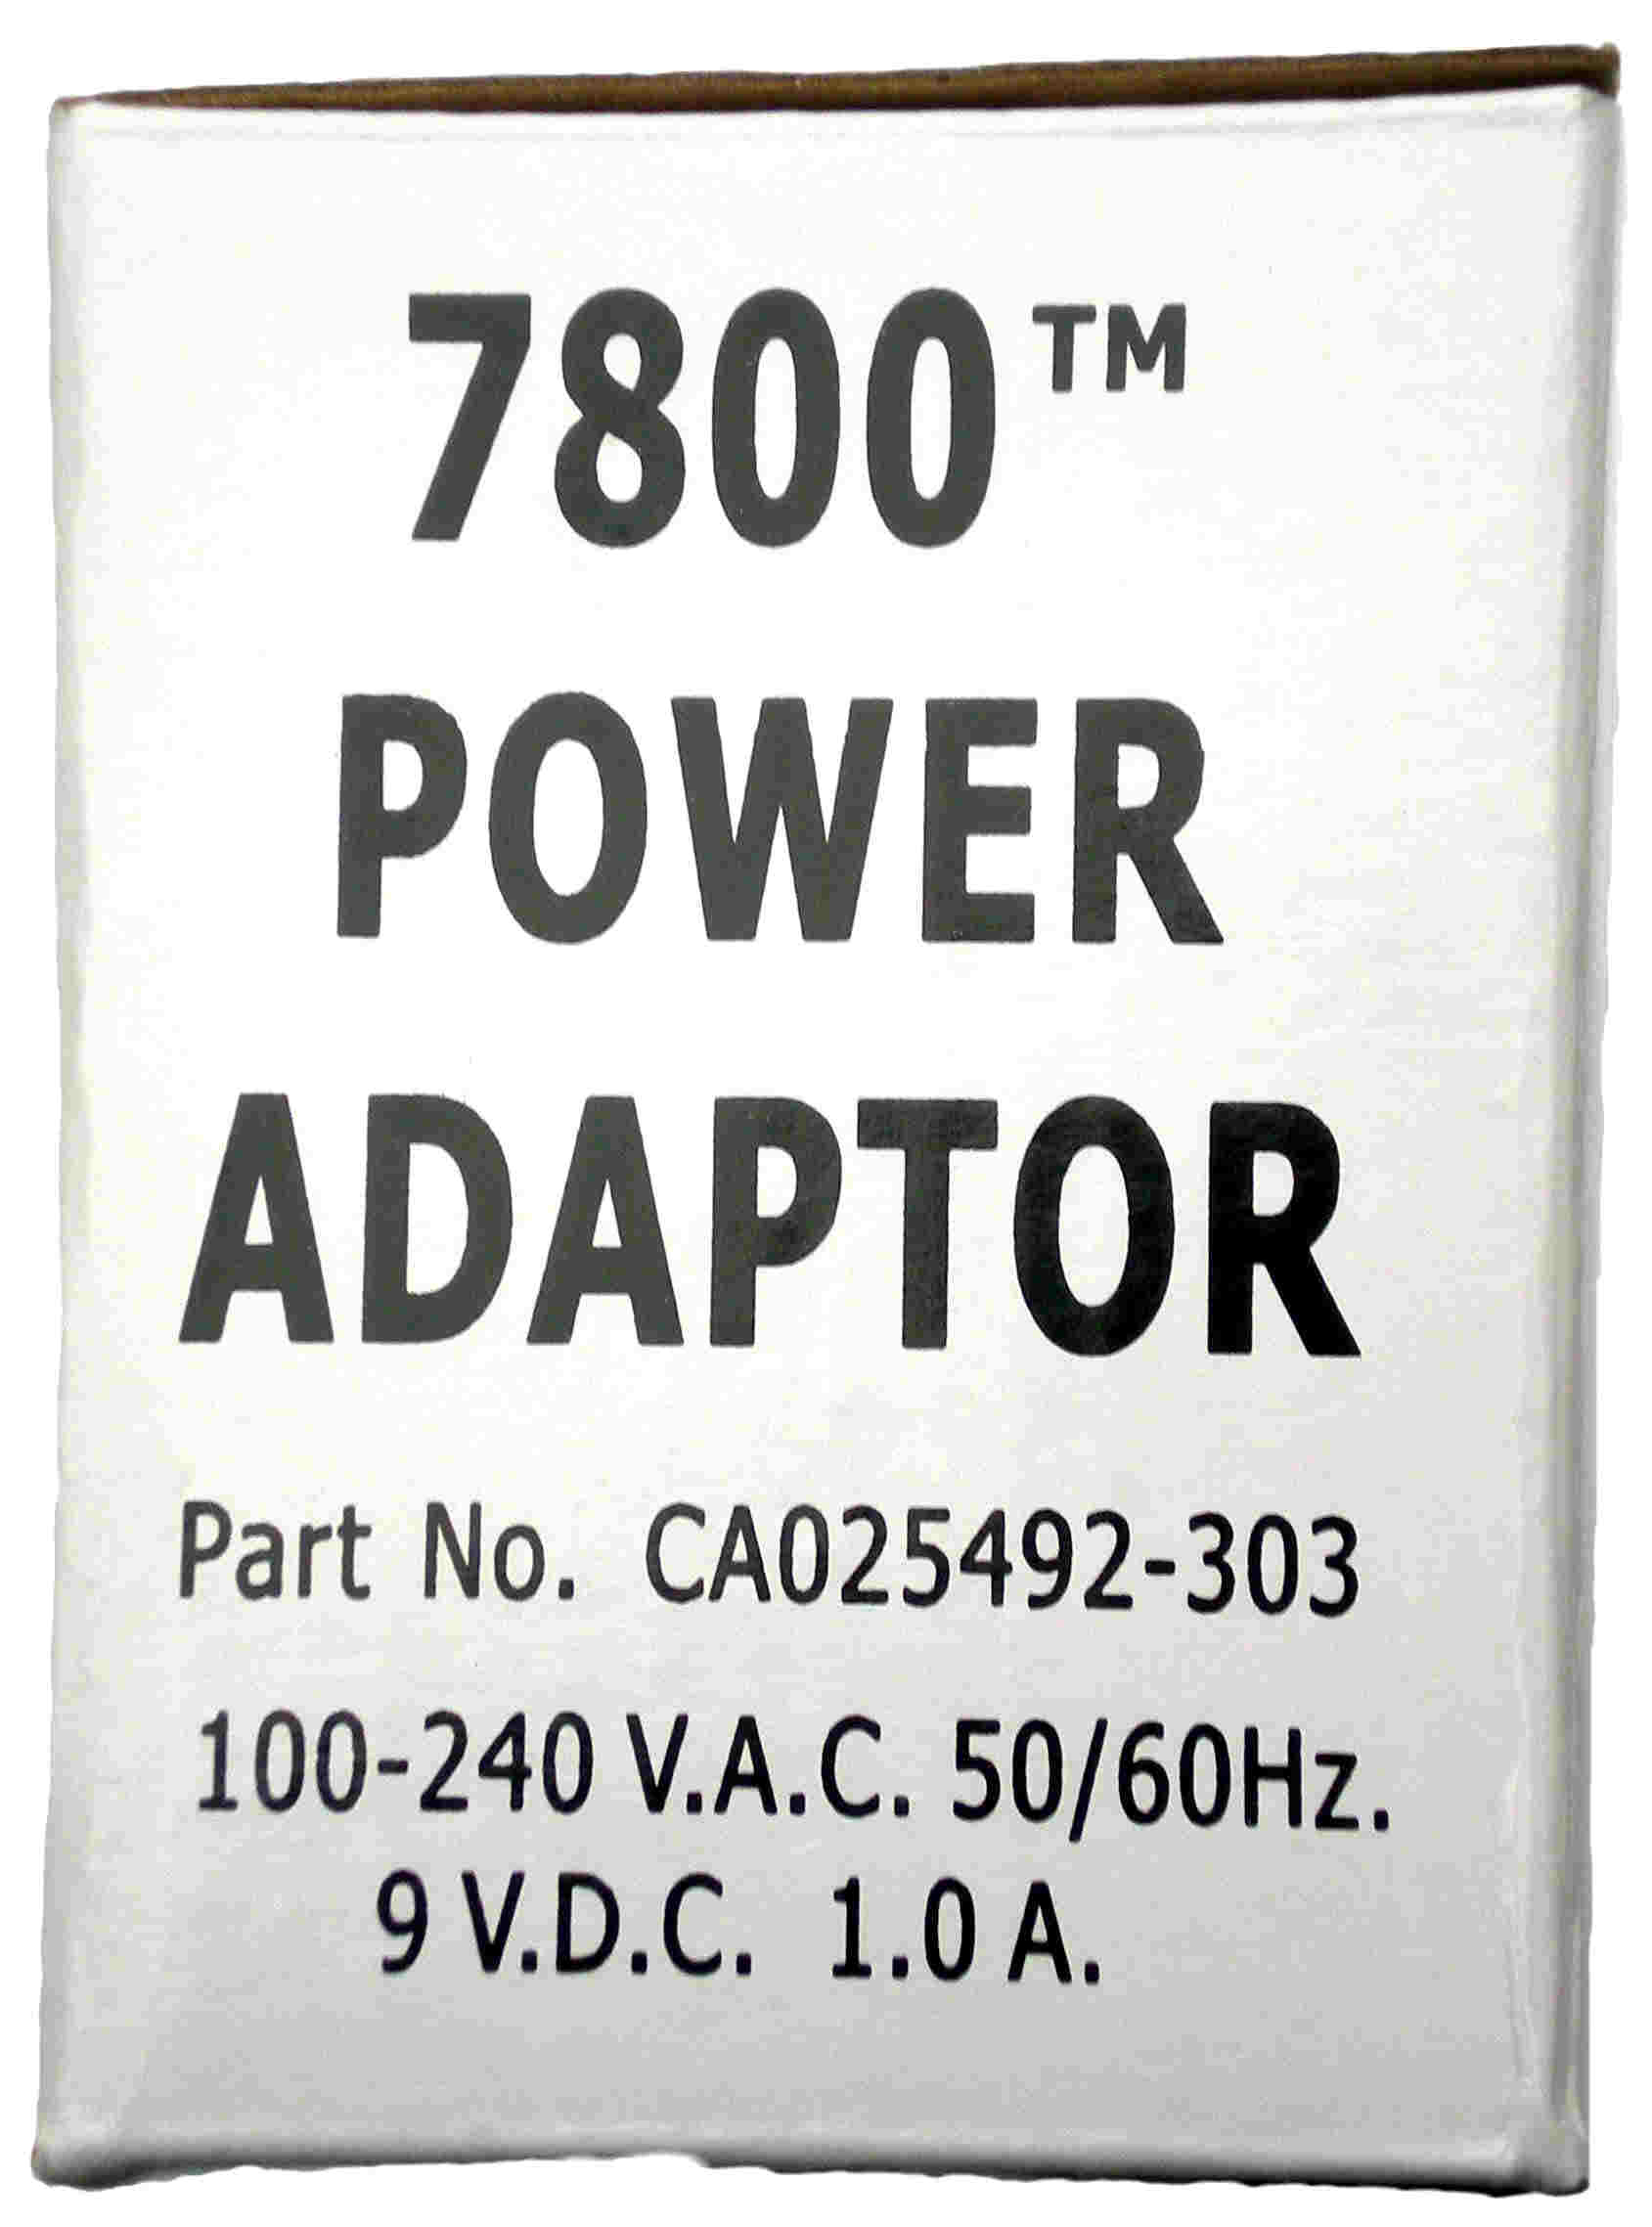 7800™
POWER
ADAPTOR
Part No. CA025492-303
100-240 V.A.C. 50/60Hz.
9 V.D.C. 1.0 A.